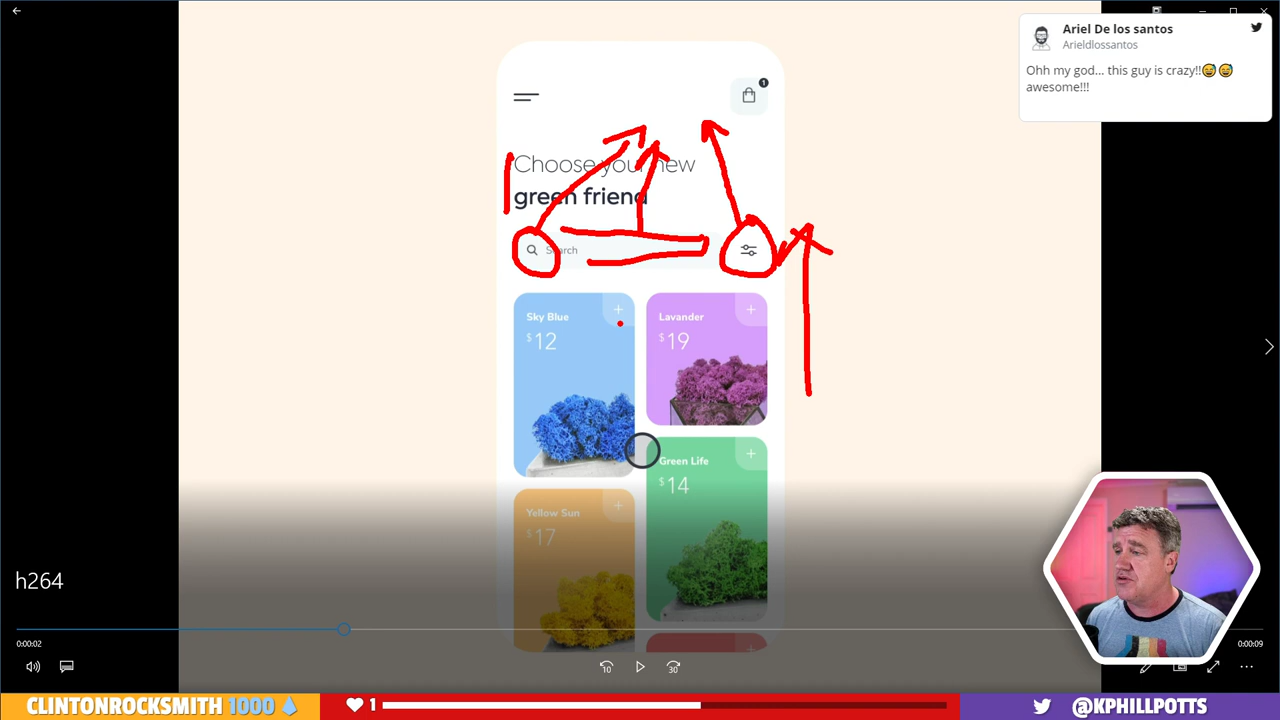 Ariel De los santos
Arieldlossantos
Ohh my god... this guy is crazy!!😅😅
awesome!!!
1
Choose your new
green friend
Search
Sky Blue
$12
Lavander
$19
Green Life
$14
Yellow Sun
$17
h264
0:00:02
0:00:09
10
30
CLINTONROCKSMITH 1000
1
@KPHILLPOTTS